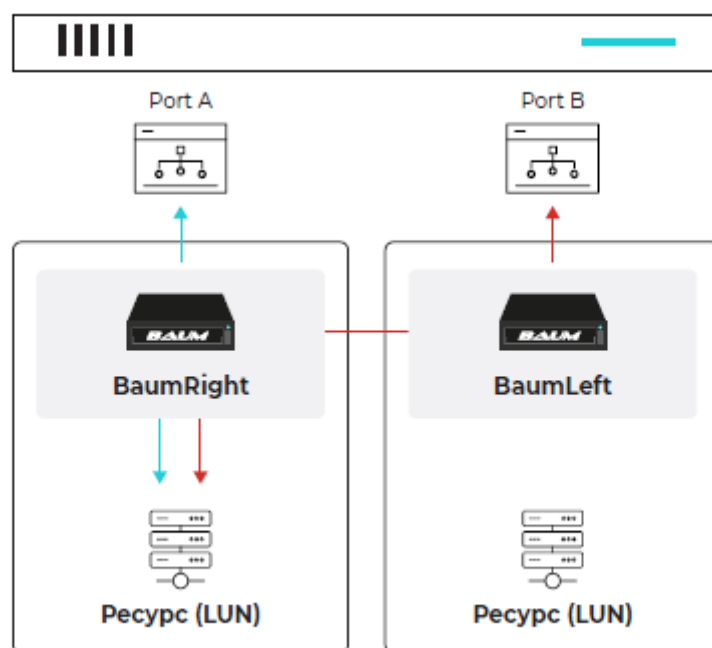 Port A
Port B
BAUM
BAUM
BaumRight
BaumLeft
Ресурс (LUN)
Ресурс (LUN)